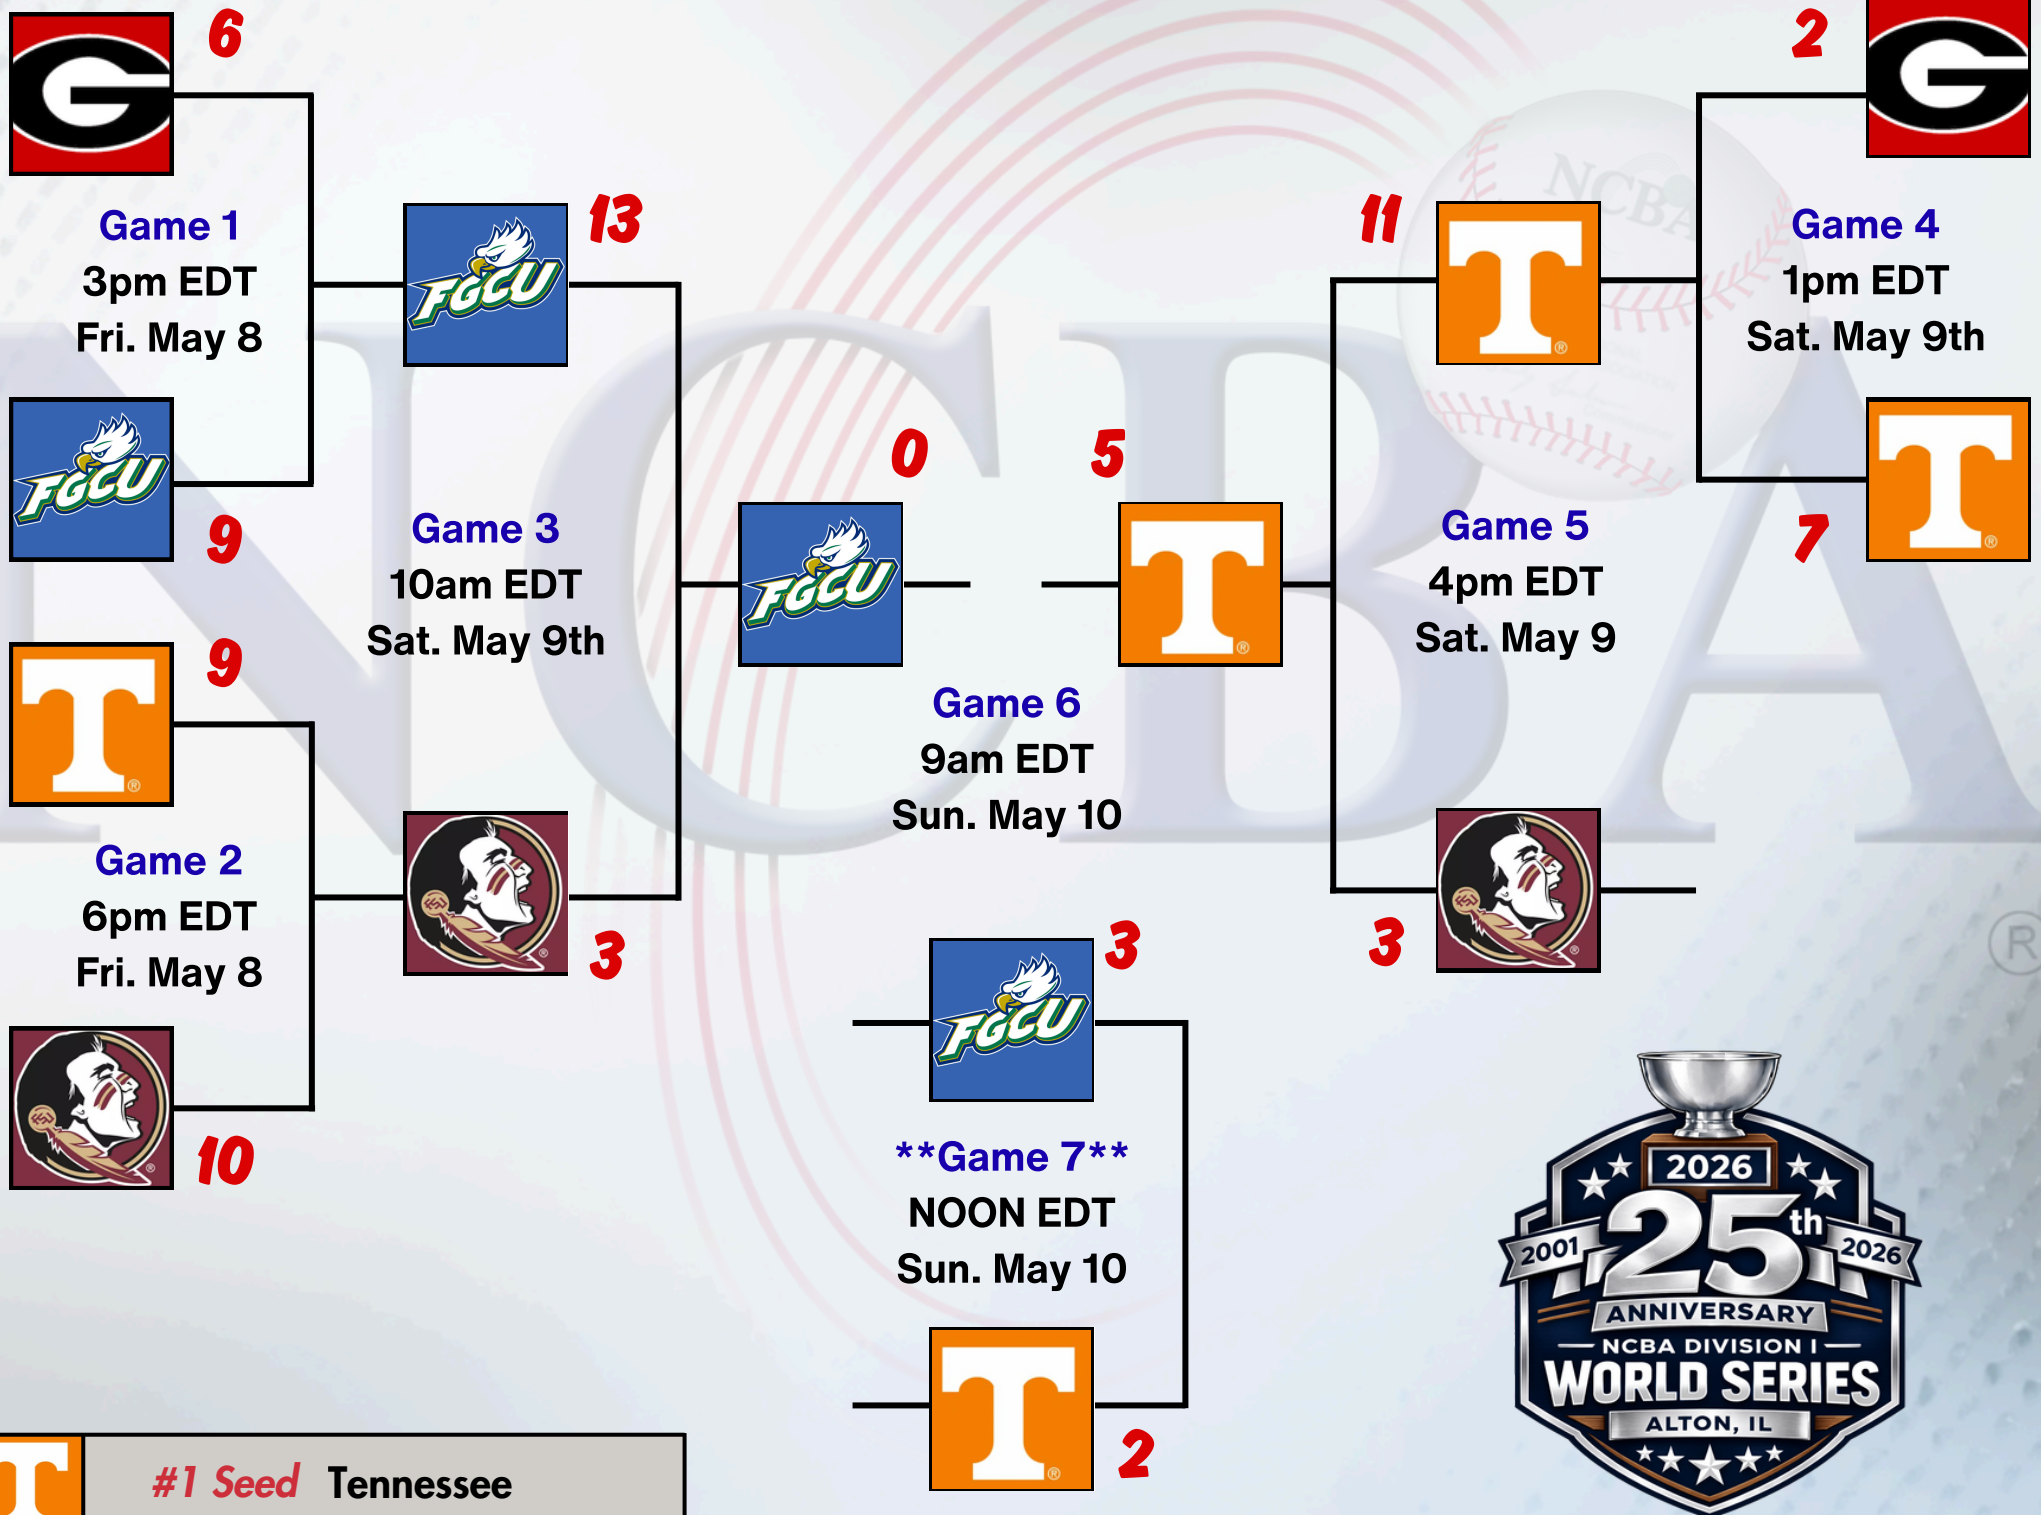 6
2
G
G
13
11
Game 1
3pm EDT
Fri. May 8
FGCU
T
®
Game 4
1pm EDT
Sat. May 9th
NCBA
0
5
FGCU
9
Game 3
10am EDT
Sat. May 9th
FGCU
T
®
Game 5
4pm EDT
Sat. May 9
T
®
7
9
T
®
Game 6
9am EDT
Sun. May 10
NCBA
®
Game 2
6pm EDT
Fri. May 8
3
3
3
FGCU
10
**Game 7**
NOON EDT
Sun. May 10
T
®
2
2026
25th
2001
2026
ANNIVERSARY
NCBA DIVISION I
WORLD SERIES
ALTON, IL
T
#1 Seed Tennessee